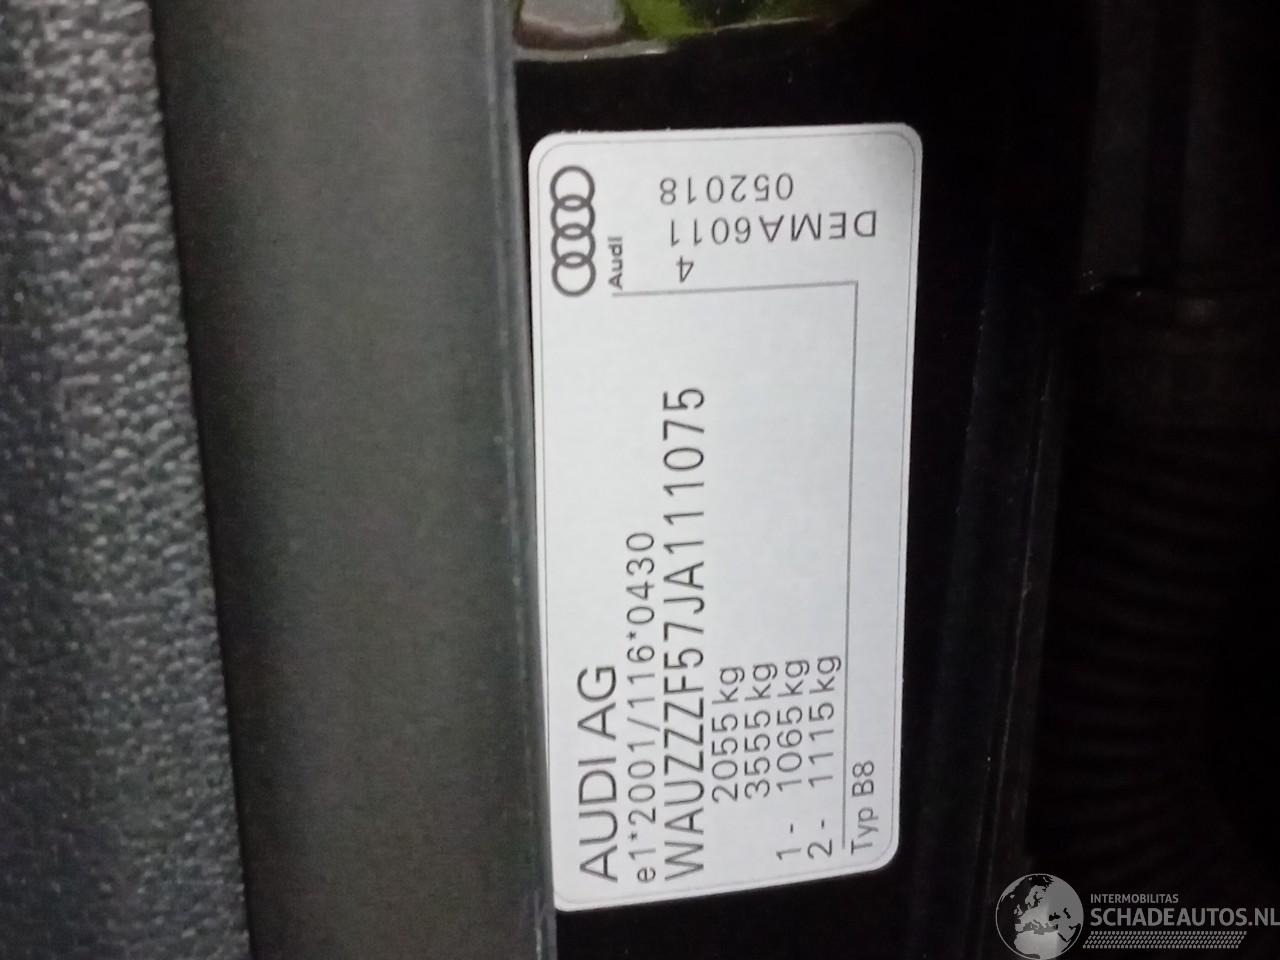 AUDI AG
e1*2001/116*0430
WAUZZZF57JA111075
2055 kg
3555 kg
1 - 1065 kg
2 - 1115 kg
Typ B8
Audi
4
DEMA6011
052018
INTERMOBILITAS
SCHADEAUTOS.NL